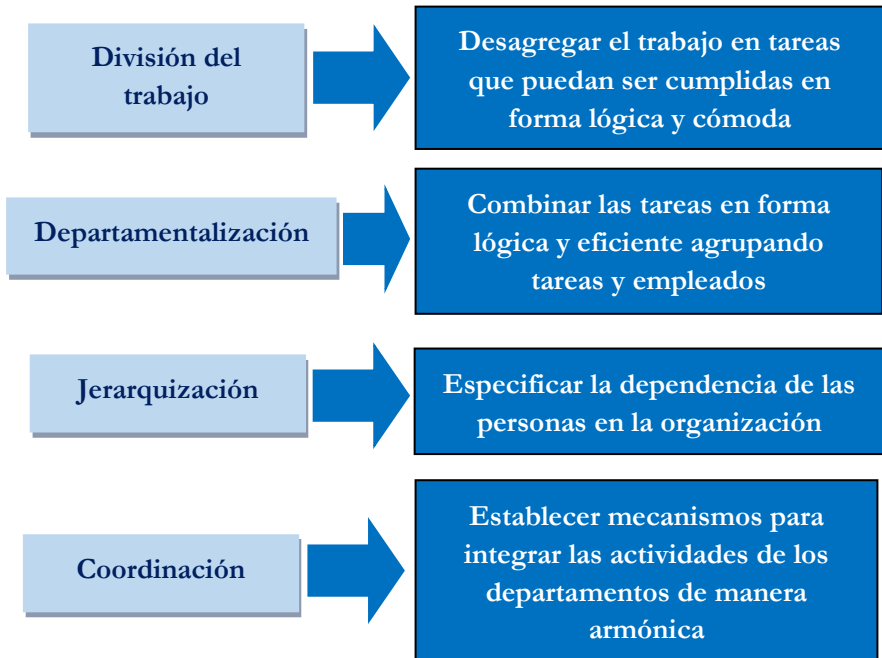 División del
trabajo
Desagregar el trabajo en tareas
que puedan ser cumplidas en
forma lógica y cómoda
Departamentalización
Combinar las tareas en forma
lógica y eficiente agrupando
tareas y empleados
Jerarquización
Especificar la dependencia de las
personas en la organización
Coordinación
Establecer mecanismos para
integrar las actividades de los
departamentos de manera
armónica